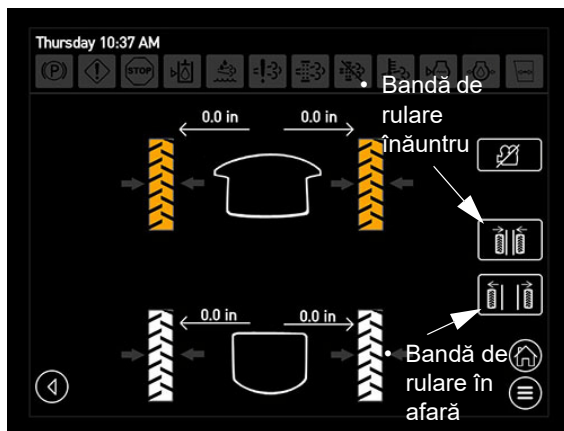 Thursday 10:37 AM
(P)
STOP
• Bandă de
rulare
înăuntru
0.0 in
0.0 in
0.0 in
0.0 in
• Bandă de
rulare în
afară